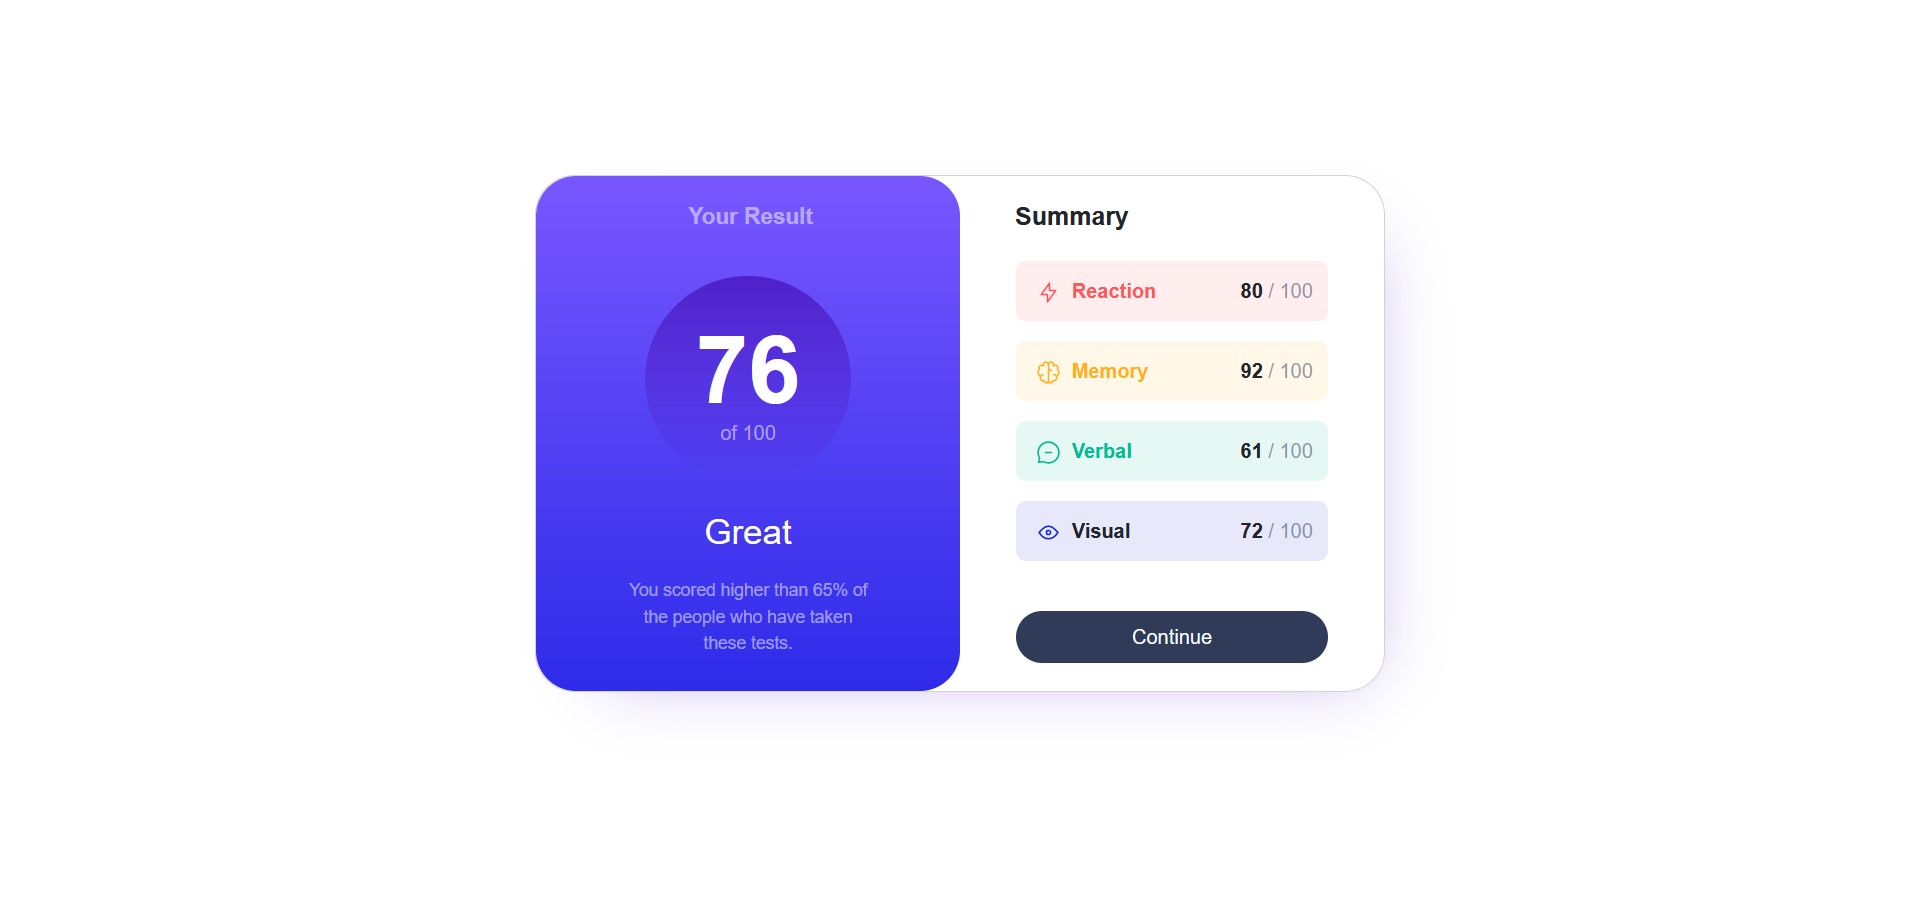 Your Result
76
of 100
Great
You scored higher than 65% of
the people who have taken
these tests.
Summary
Reaction 80 / 100
Memory 92 / 100
Verbal 61 / 100
Visual 72 / 100
Continue